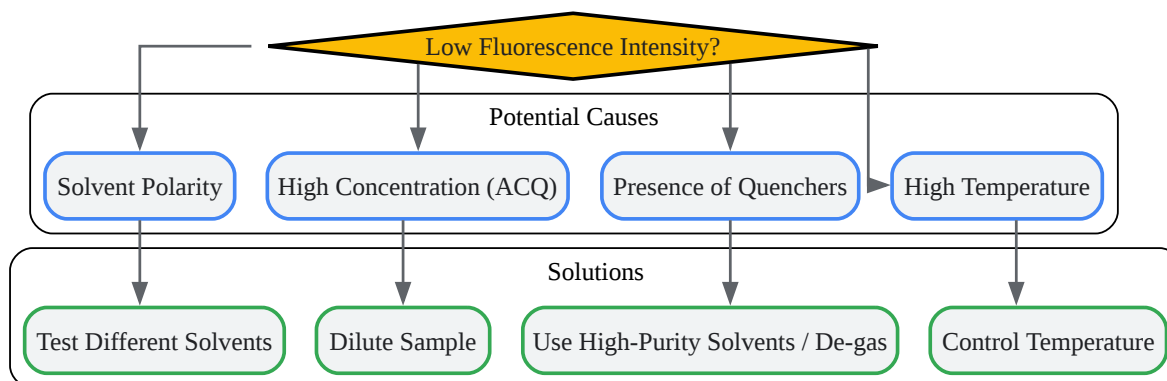 Low Fluorescence Intensity?
Potential Causes
Solvent Polarity
High Concentration (ACQ)
Presence of Quenchers
High Temperature
Solutions
Test Different Solvents
Dilute Sample
Use High-Purity Solvents / De-gas
Control Temperature